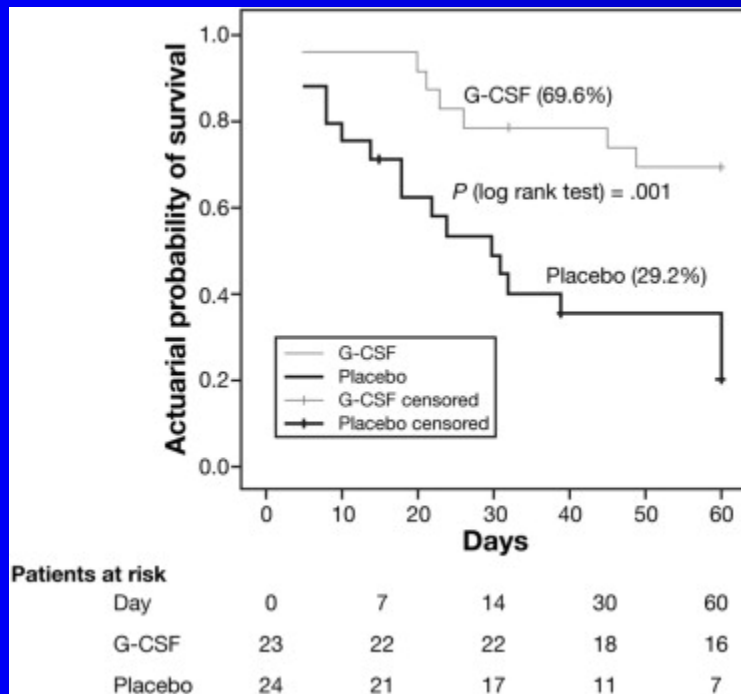 Actuarial probability of survival
1.0
0.8
0.6
0.4
0.2
0.0
G-CSF (69.6%)
P (log rank test) = .001
Placebo (29.2%)
G-CSF
Placebo
G-CSF censored
Placebo censored
0 10 20 30 40 50 60
Days
Patients at risk
Day 0 7 14 30 60
G-CSF 23 22 22 18 16
Placebo 24 21 17 11 7